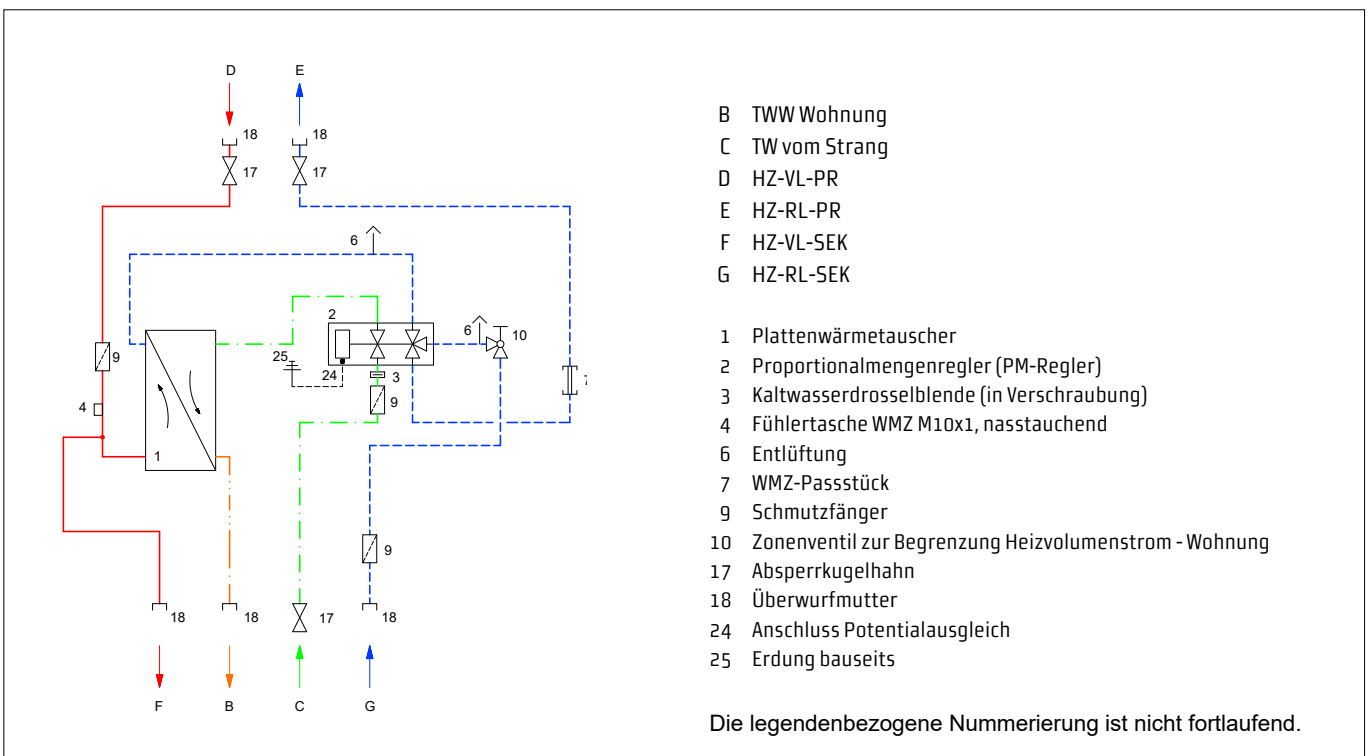 D E
18 18
17 17
6
2
6 10
25
24 3
9 9
7
4
1
9
18 18 17 18
F B C G
B TWW Wohnung
C TW vom Strang
D HZ-VL-PR
E HZ-RL-PR
F HZ-VL-SEK
G HZ-RL-SEK
1 Plattenwärmetauscher
2 Proportionalmengenregler (PM-Regler)
3 Kaltwasserdrosselblende (in Verschraubung)
4 Fühlertasche WMZ M10x1, nasstauchend
6 Entlüftung
7 WMZ-Passstück
9 Schmutzfänger
10 Zonenventil zur Begrenzung Heizvolumenstrom - Wohnung
17 Absperrkugelhahn
18 Überwurfmutter
24 Anschluss Potentialausgleich
25 Erdung bauseits
Die legendenbezogene Nummerierung ist nicht fortlaufend.